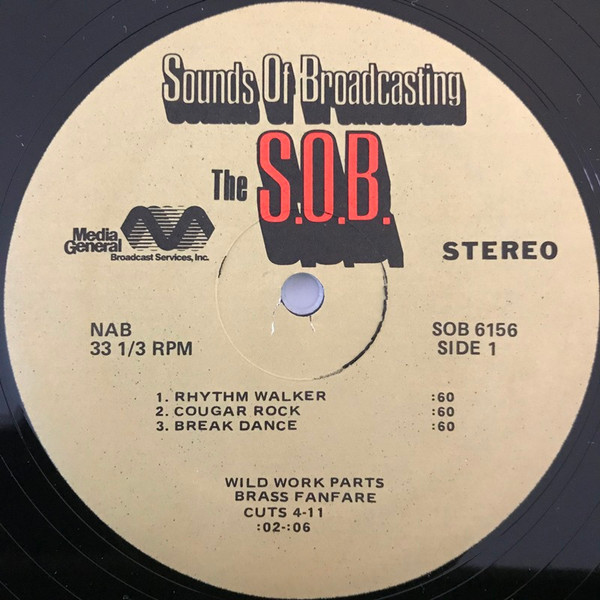 Sounds Of Broadcasting
The S.O.B.
Media
General
Broadcast Services, Inc.
STEREO
NAB
33 1/3 RPM
SOB 6156
SIDE 1
1. RHYTHM WALKER :60
2. COUGAR ROCK :60
3. BREAK DANCE :60
WILD WORK PARTS
BRASS FANFARE
CUTS 4-11
:02-:06